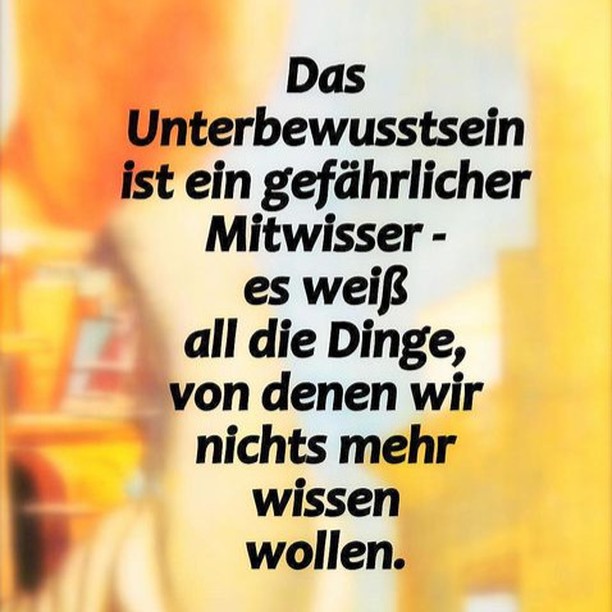 Das
Unterbewusstsein
ist ein gefährlicher
Mitwisser -
es weiß
all die Dinge,
von denen wir
nichts mehr
wissen
wollen.